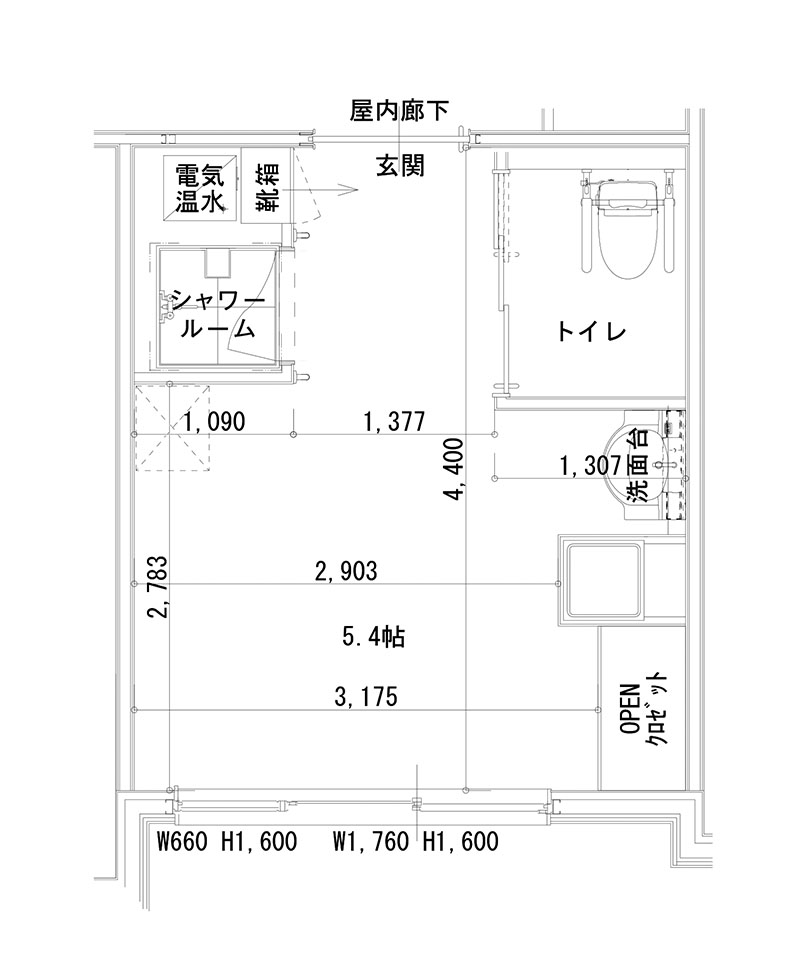 屋内廊下
玄関
電気
温水
靴箱
シャワー
ルーム
トイレ
1,090
1,377
4,400
1,307
洗面台
2,903
2,783
5.4帖
3,175
OPEN
ｸﾛｾﾞｯﾄ
W660 H1,600
W1,760 H1,600